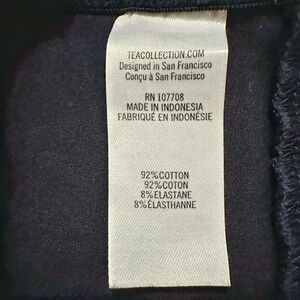 TEACOLLECTION.COM
Designed in San Francisco
Conçu à San Francisco
RN 107708
MADE IN INDONESIA
FABRIQUÉ EN INDONÉSIE
92%COTTON
92%COTON
8%ELASTANE
8%ÉLASTHANNE